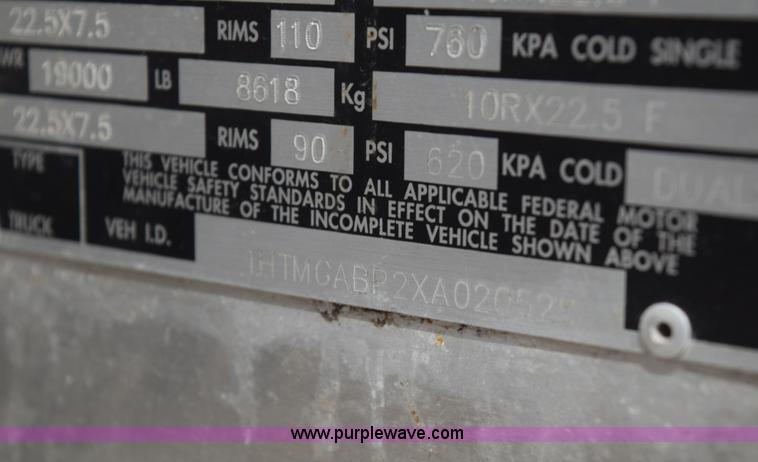 22.5X7.5 RIMS 110 PSI 760 KPA COLD SINGLE
19000 LB 8618 Kg 10RX22.5 F
22.5X7.5 RIMS 90 PSI 620 KPA COLD DUAL
TYPE TRUCK
VEH I.D.
THIS VEHICLE CONFORMS TO ALL APPLICABLE FEDERAL MOTOR
VEHICLE SAFETY STANDARDS IN EFFECT ON THE DATE OF THE
MANUFACTURE OF THE INCOMPLETE VEHICLE SHOWN ABOVE
www.purplewave.com